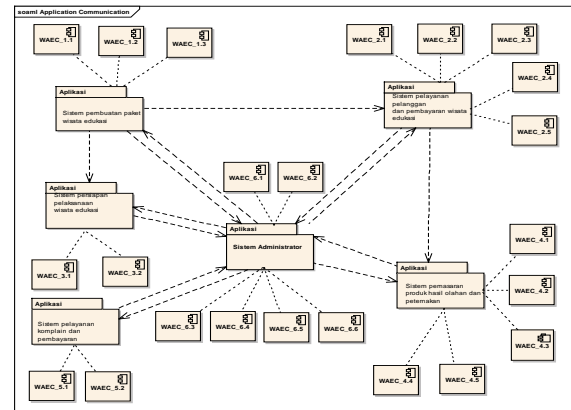 soaml Application Communication
WAEC_1.1
WAEC_1.2
WAEC_1.3
WAEC_2.1
WAEC_2.2
WAEC_2.3
WAEC_2.4
WAEC_2.5
Aplikasi
Sistem pembuatan paket
wisata edukasi
Aplikasi
Sistem pelayanan
pelanggan
dan pembayaran wisata
edukasi
WAEC_6.1
WAEC_6.2
Aplikasi
Sistem persiapan
pelaksanaan
wisata edukasi
Aplikasi
Sistem Administrator
WAEC_3.1
WAEC_3.2
Aplikasi
Sistem pemasaran
produk hasil olahan dan
peternakan
WAEC_4.1
WAEC_4.2
WAEC_4.3
WAEC_4.4
WAEC_4.5
Aplikasi
Sistem pelayanan
komplain dan
pembayaran
WAEC_6.3
WAEC_6.4
WAEC_6.5
WAEC_6.6
WAEC_5.1
WAEC_5.2